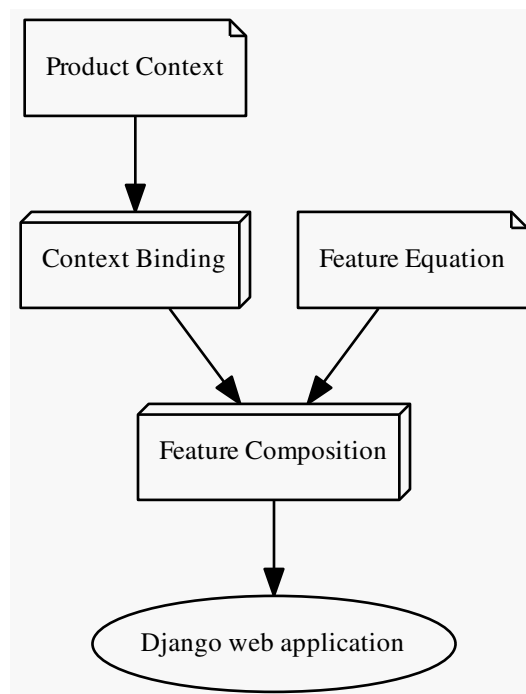 Product Context
Context Binding
Feature Equation
Feature Composition
Django web application